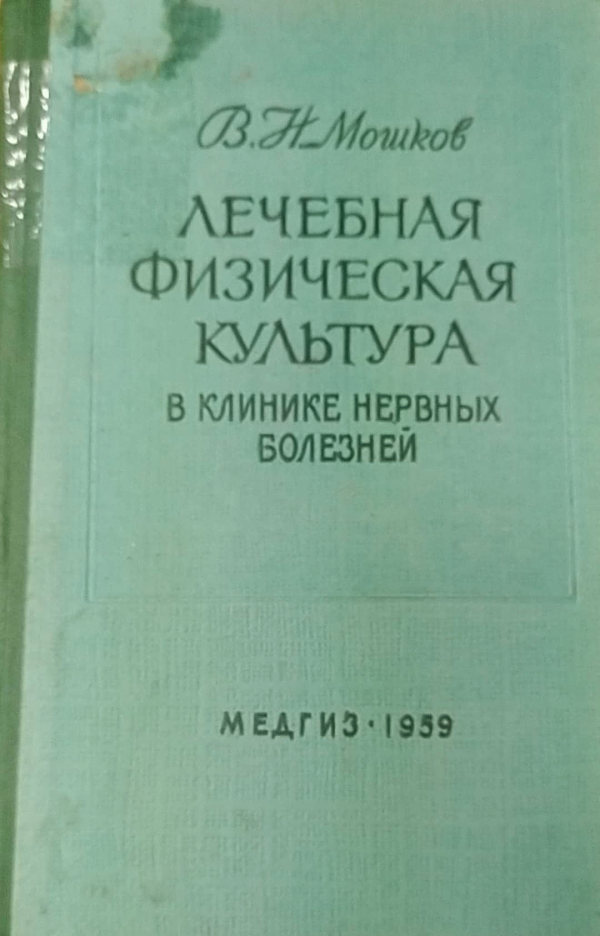 В. Н. Мошков
ЛЕЧЕБНАЯ
ФИЗИЧЕСКАЯ
КУЛЬТУРА
В КЛИНИКЕ НЕРВНЫХ
БОЛЕЗНЕЙ
МЕДГИЗ · 1959